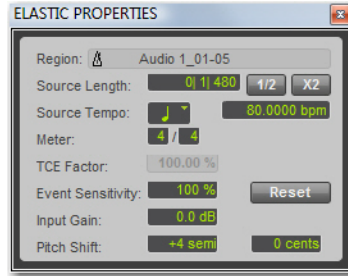 ELASTIC PROPERTIES
Region: Audio 1_01-05
Source Length: 0| 1| 480 1/2 X2
Source Tempo: 80.0000 bpm
Meter: 4 / 4
TCE Factor: 100.00 %
Event Sensitivity: 100 % Reset
Input Gain: 0.0 dB
Pitch Shift: +4 semi 0 cents